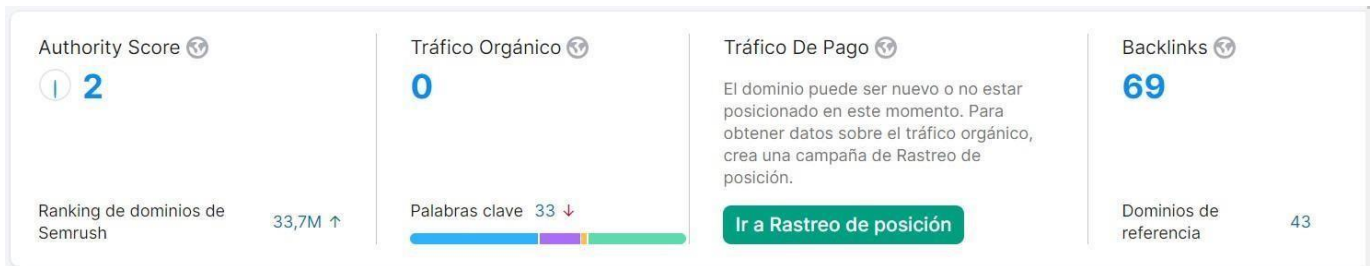 Authority Score
2
Ranking de dominios de
Semrush
33,7M ↑
Tráfico Orgánico
0
Palabras clave 33 ↓
Tráfico De Pago
El dominio puede ser nuevo o no estar
posicionado en este momento. Para
obtener datos sobre el tráfico orgánico,
crea una campaña de Rastreo de
posición.
Ir a Rastreo de posición
Backlinks
69
Dominios de
referencia
43